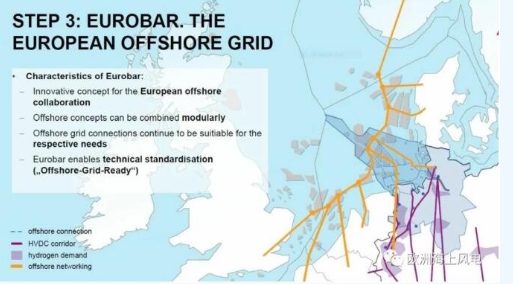 STEP 3: EUROBAR. THE
EUROPEAN OFFSHORE GRID
• Characteristics of Eurobar:
– Innovative concept for the European offshore
collaboration
– Offshore concepts can be combined modularly
– Offshore grid connections continue to be suitiable for the
respective needs
– Eurobar enables technical standardisation
(„Offshore-Grid-Ready“)
offshore connection
HVDC corridor
hydrogen demand
offshore networking
欧洲海上风电